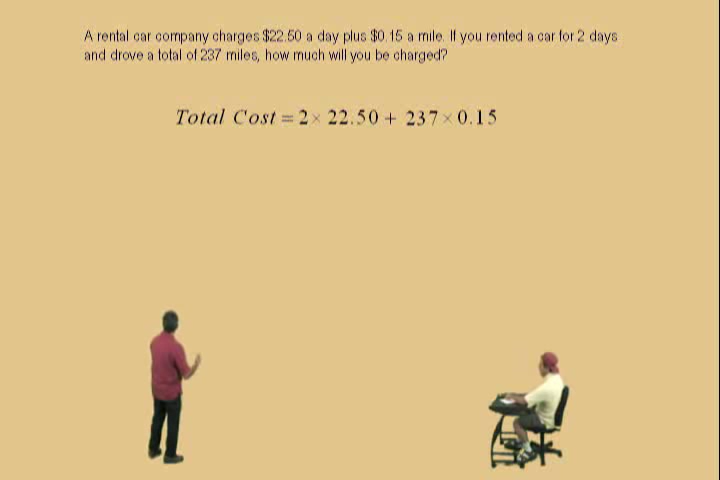 A rental car company charges $22.50 a day plus $0.15 a mile. If you rented a car for 2 days
and drove a total of 237 miles, how much will you be charged?
Total Cost = 2 × 22.50 + 237 × 0.15